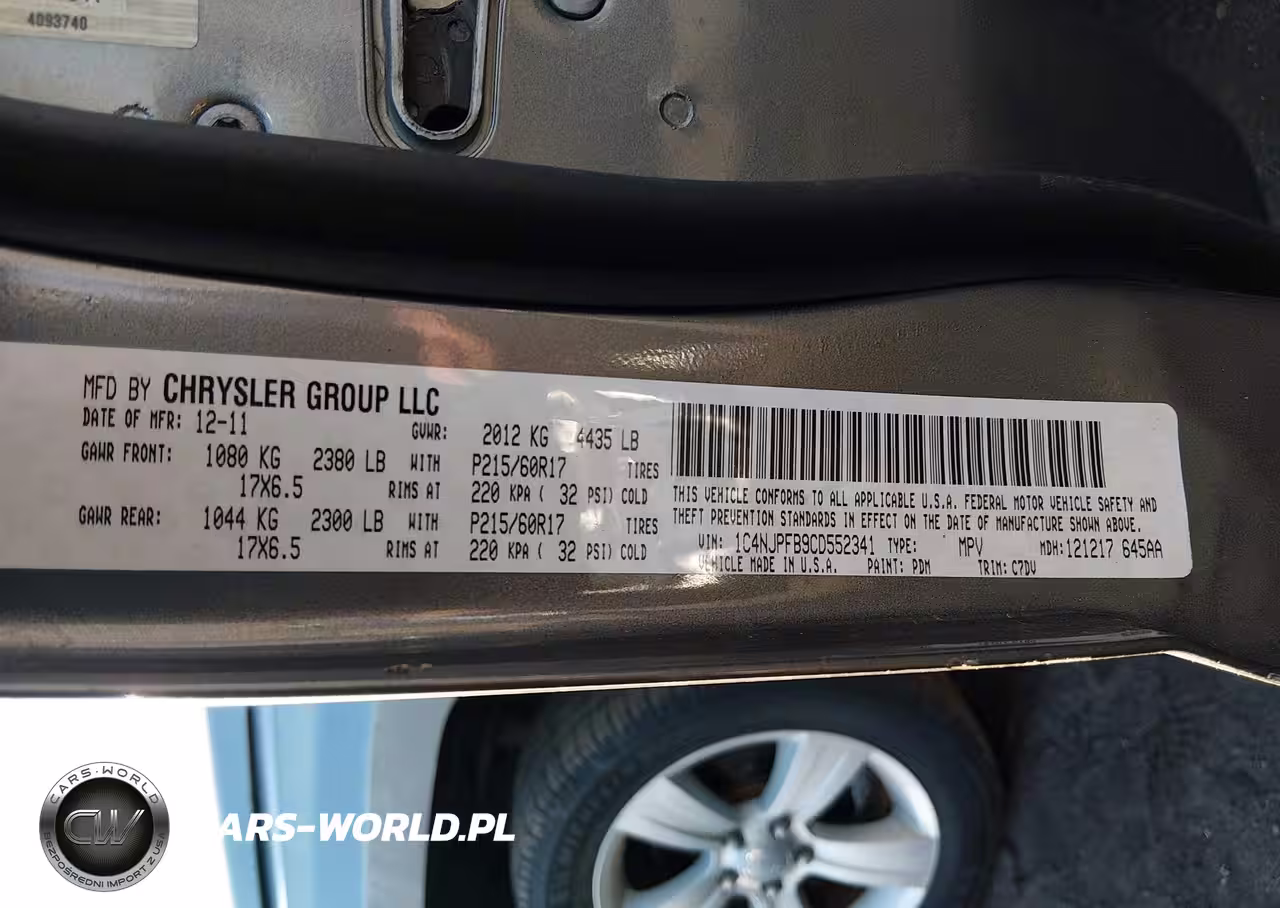 4093740
MFD BY CHRYSLER GROUP LLC
DATE OF MFR: 12-11 GVWR: 2012 KG 4435 LB
GAWR FRONT: 1080 KG 2380 LB WITH P215/60R17 TIRES
17X6.5 RIMS AT 220 KPA ( 32 PSI) COLD
GAWR REAR: 1044 KG 2300 LB WITH P215/60R17 TIRES
17X6.5 RIMS AT 220 KPA ( 32 PSI) COLD
THIS VEHICLE CONFORMS TO ALL APPLICABLE U.S.A. FEDERAL MOTOR VEHICLE SAFETY AND
THEFT PREVENTION STANDARDS IN EFFECT ON THE DATE OF MANUFACTURE SHOWN ABOVE.
VIN: 1C4NJPFB9CD552341 TYPE: MPV MDH:121217 645AA
VEHICLE MADE IN U.S.A. PAINT: PDM TRIM: C7DV
CARS-WORLD
CW
BEZPOŚREDNI IMPORT Z USA
CARS-WORLD.PL